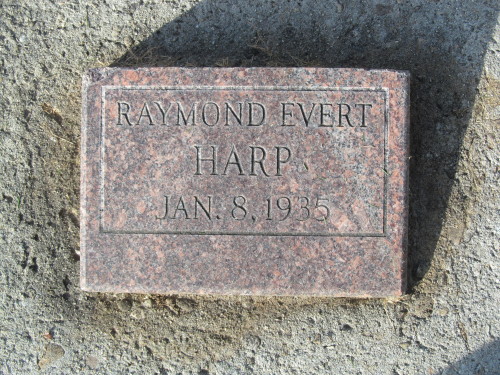 RAYMOND EVERT
HARP
JAN. 8, 1935